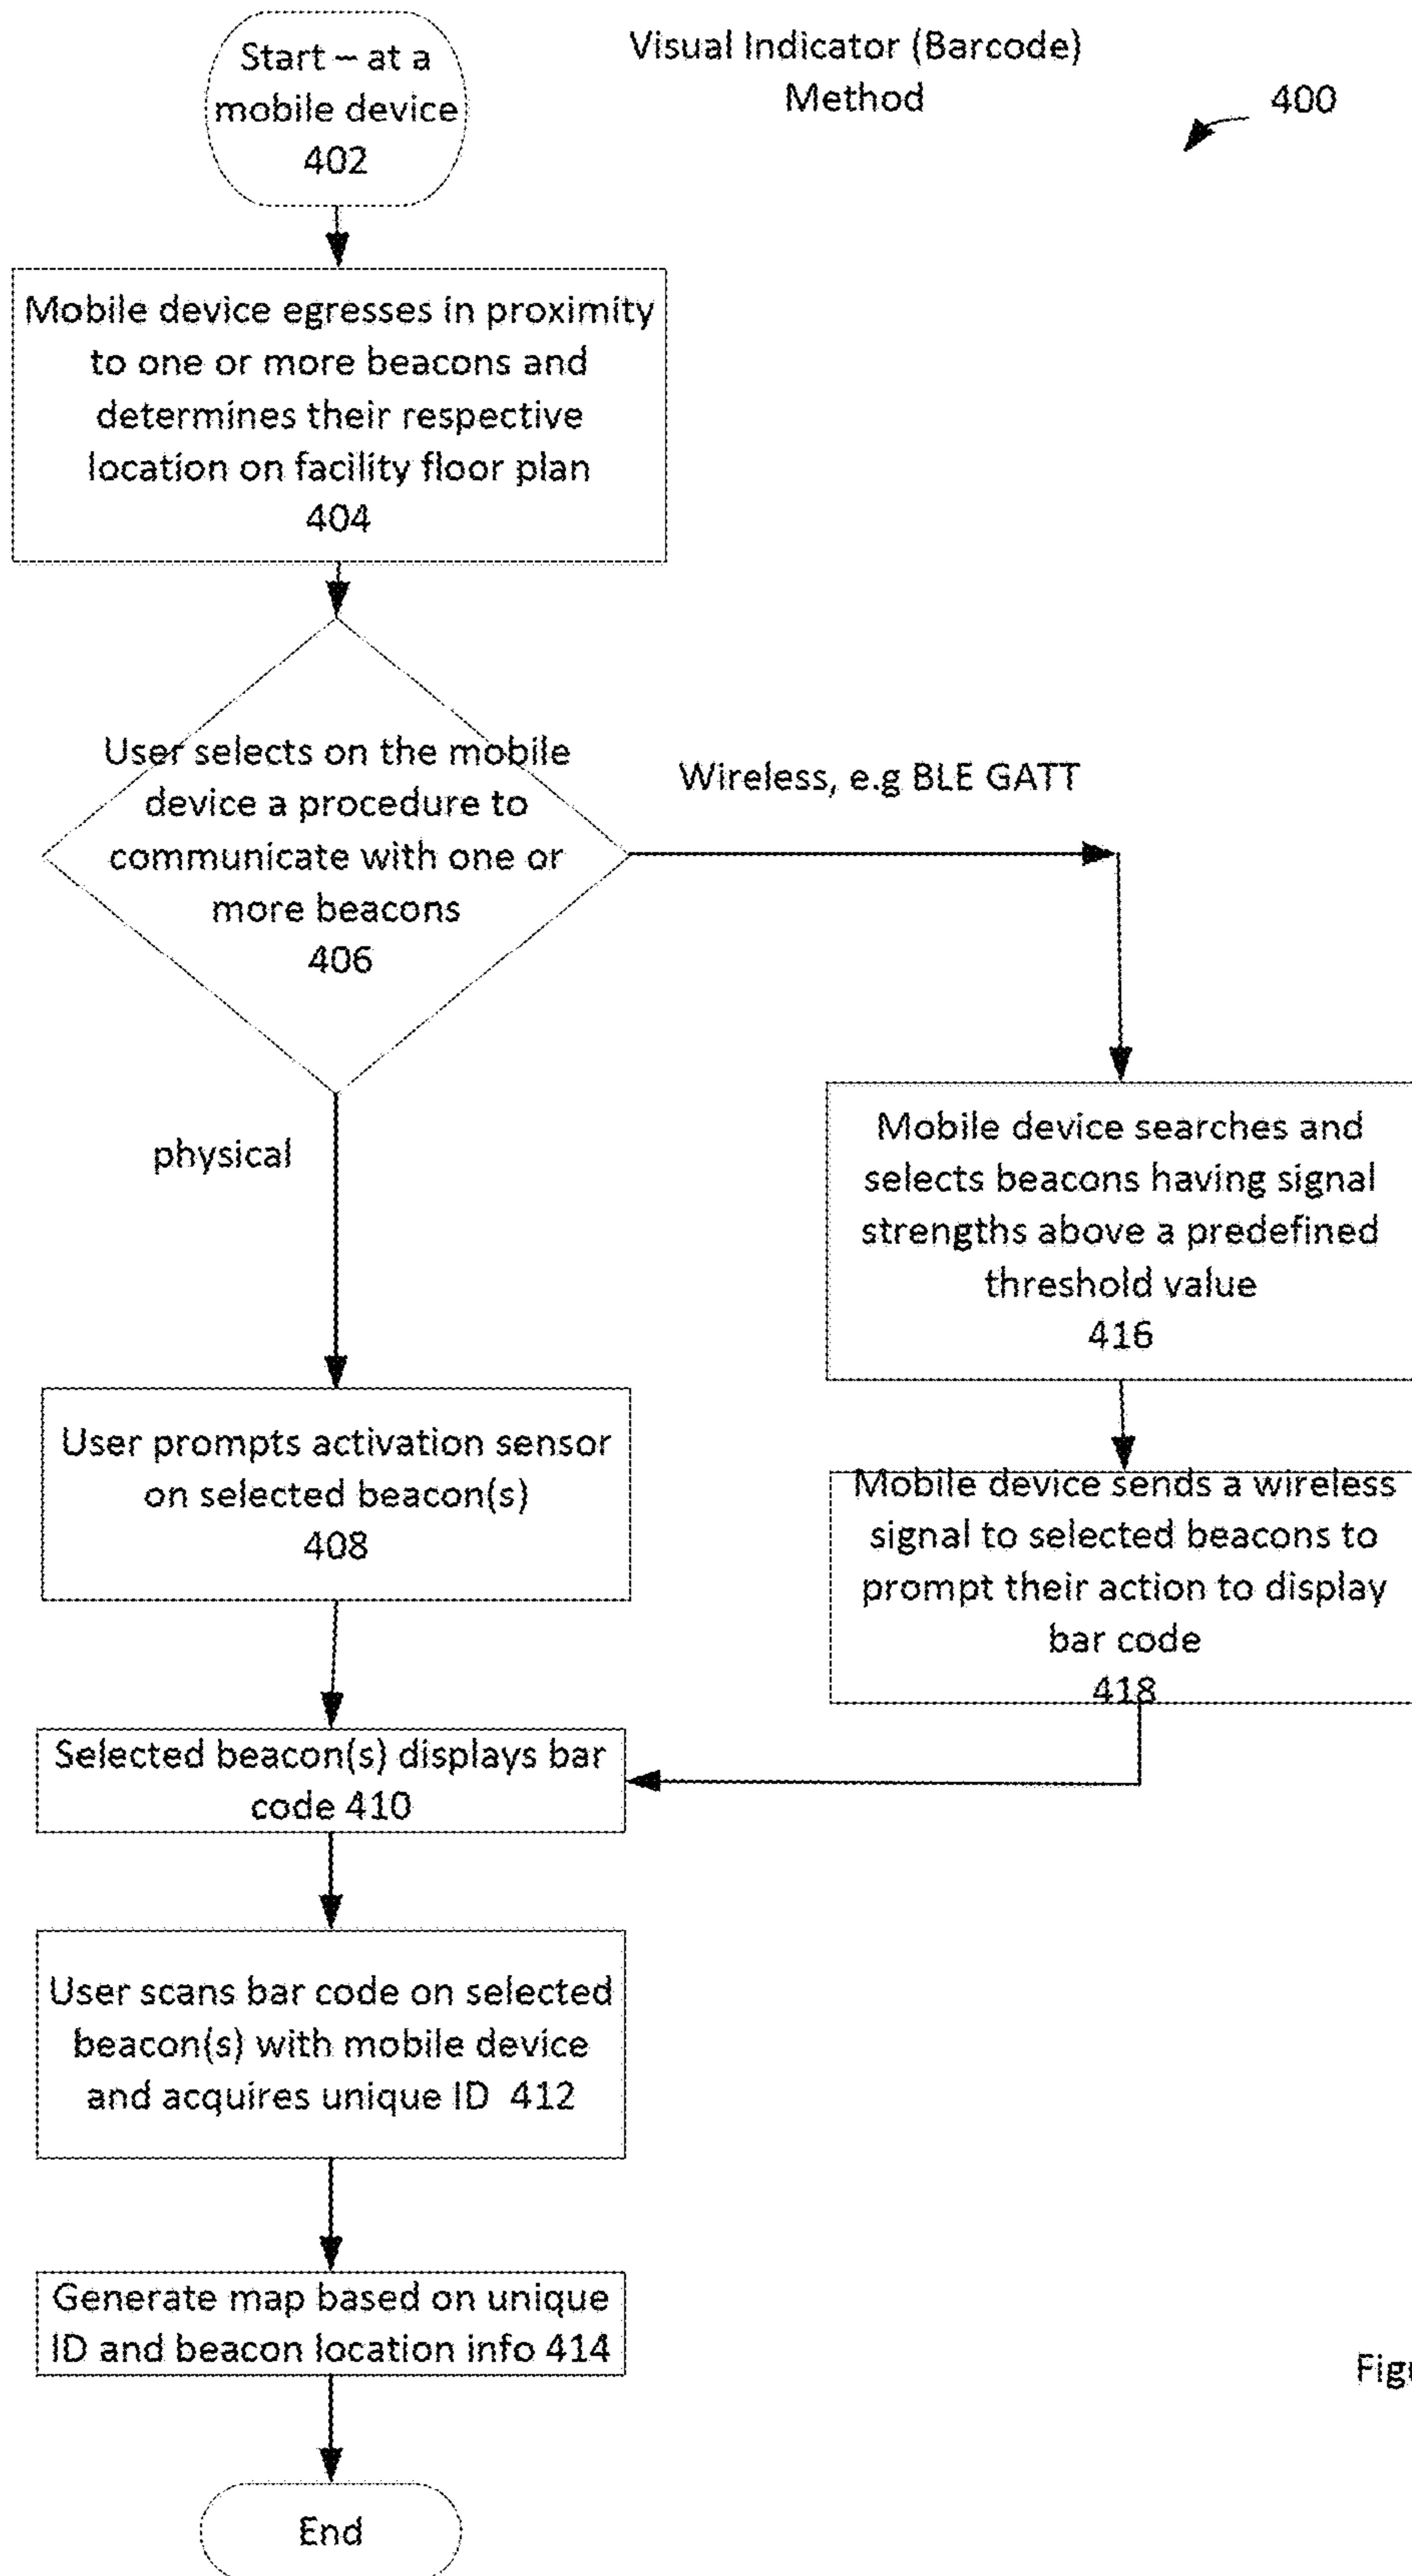 Start – at a
mobile device
402
Visual Indicator (Barcode)
Method
400
Mobile device egresses in proximity
to one or more beacons and
determines their respective
location on facility floor plan
404
User selects on the mobile
device a procedure to
communicate with one or
more beacons
406
Wireless, e.g BLE GATT
physical
Mobile device searches and
selects beacons having signal
strengths above a predefined
threshold value
416
User prompts activation sensor
on selected beacon(s)
408
Mobile device sends a wireless
signal to selected beacons to
prompt their action to display
bar code
418
Selected beacon(s) displays bar
code 410
User scans bar code on selected
beacon(s) with mobile device
and acquires unique ID 412
Generate map based on unique
ID and beacon location info 414
End